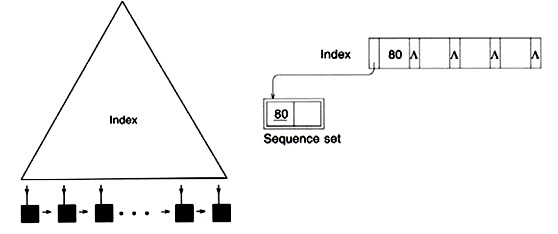 Index
Index 80 Λ Λ Λ Λ
80
Sequence set